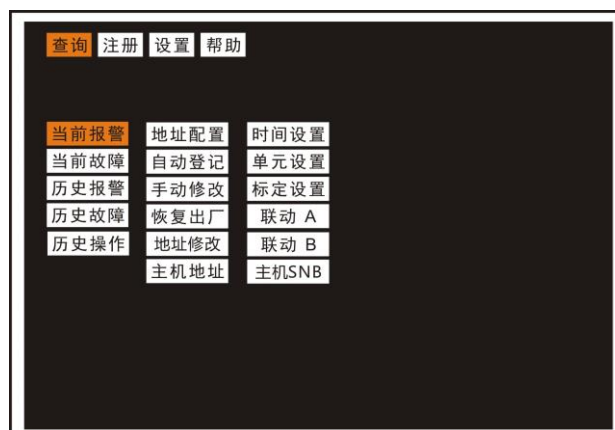 查询 注册 设置 帮助
当前报警 地址配置 时间设置
当前故障 自动登记 单元设置
历史报警 手动修改 标定设置
历史故障 恢复出厂 联动 A
历史操作 地址修改 联动 B
主机地址 主机SNB